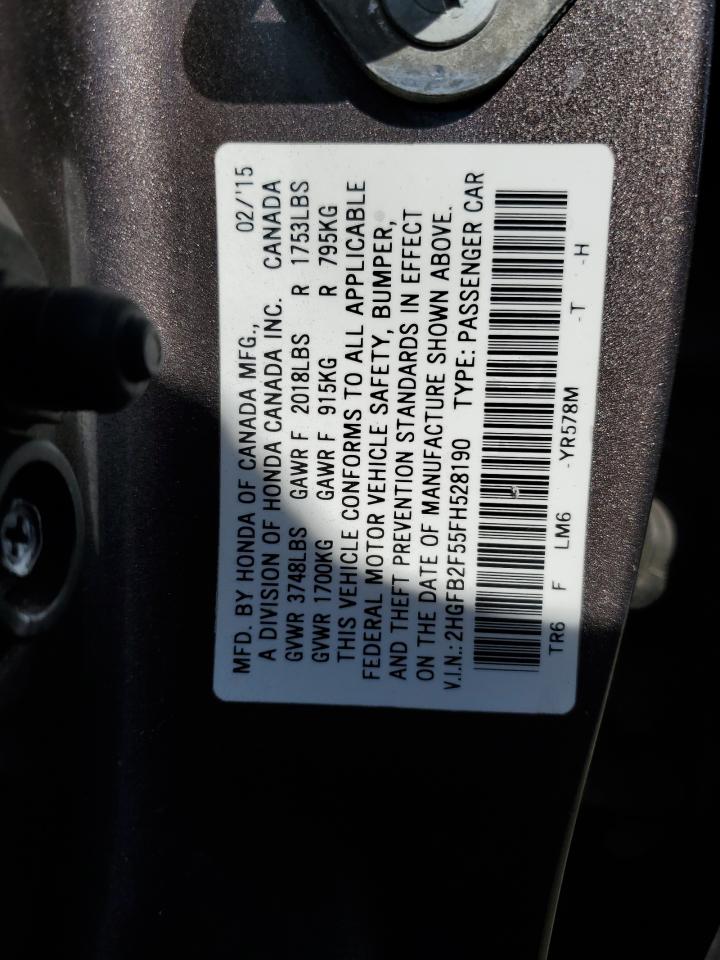 MFD. BY HONDA OF CANADA MFG., 02/'15
A DIVISION OF HONDA CANADA INC. CANADA
GVWR 3748LBS GAWR F 2018LBS R 1753LBS
GVWR 1700KG GAWR F 915KG R 795KG
THIS VEHICLE CONFORMS TO ALL APPLICABLE
FEDERAL MOTOR VEHICLE SAFETY, BUMPER,
AND THEFT PREVENTION STANDARDS IN EFFECT
ON THE DATE OF MANUFACTURE SHOWN ABOVE.
V.I.N.: 2HGFB2F55FH528190 TYPE: PASSENGER CAR
TR6 F LM6 -YR578M -T -H